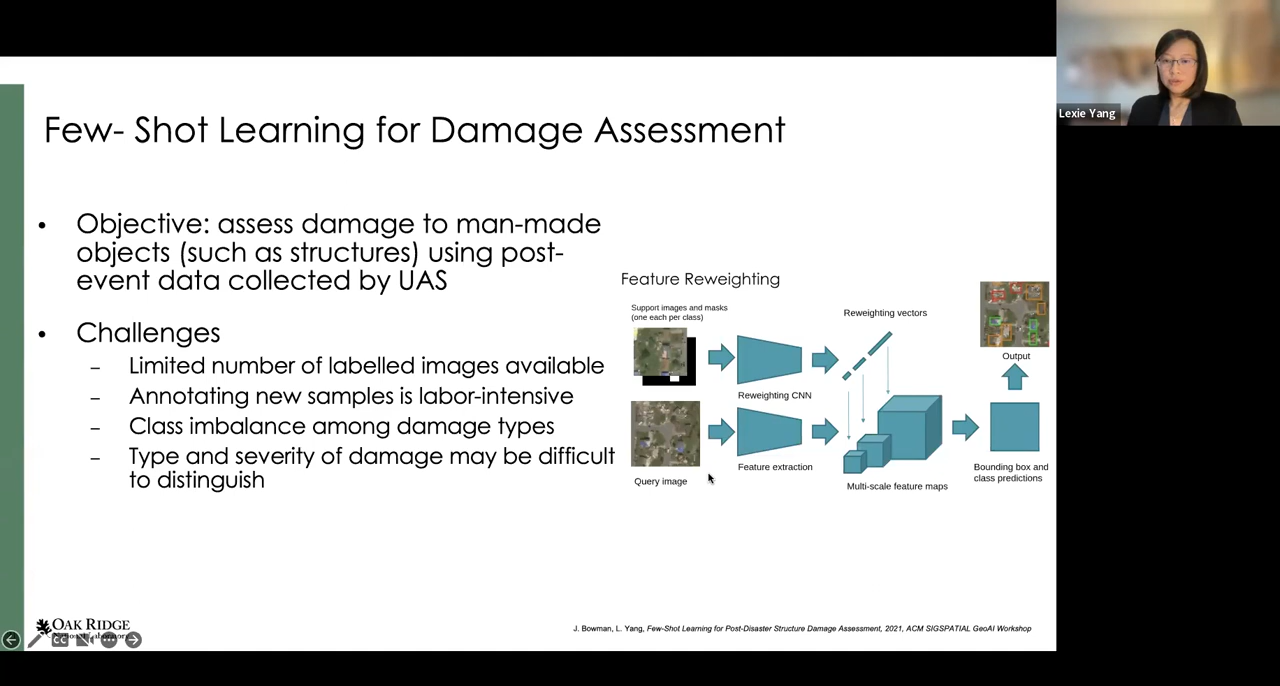 Lexie Yang
Few- Shot Learning for Damage Assessment
• Objective: assess damage to man-made
objects (such as structures) using post-
event data collected by UAS
• Challenges
– Limited number of labelled images available
– Annotating new samples is labor-intensive
– Class imbalance among damage types
– Type and severity of damage may be difficult
to distinguish
Feature Reweighting
Support images and masks
(one each per class)
Reweighting CNN
Reweighting vectors
Output
Query image
Feature extraction
Multi-scale feature maps
Bounding box and
class predictions
OAK RIDGE
National Laboratory
J. Bowman, L. Yang, Few-Shot Learning for Post-Disaster Structure Damage Assessment, 2021, ACM SIGSPATIAL GeoAI Workshop
CC